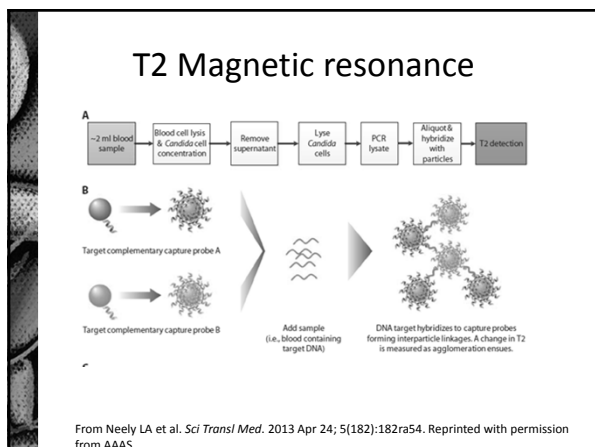 T2 Magnetic resonance
A
~2 ml blood
sample
Blood cell lysis
& Candida cell
concentration
Remove
supernatant
Lyse
Candida
cells
PCR
lysate
Aliquot &
hybridize
with
particles
T2 detection
B
Target complementary capture probe A
Target complementary capture probe B
Add sample
(i.e., blood containing
target DNA)
DNA target hybridizes to capture probes
forming interparticle linkages. A change in T2
is measured as agglomeration ensues.
From Neely LA et al. Sci Transl Med. 2013 Apr 24; 5(182):182ra54. Reprinted with permission
from AAAS